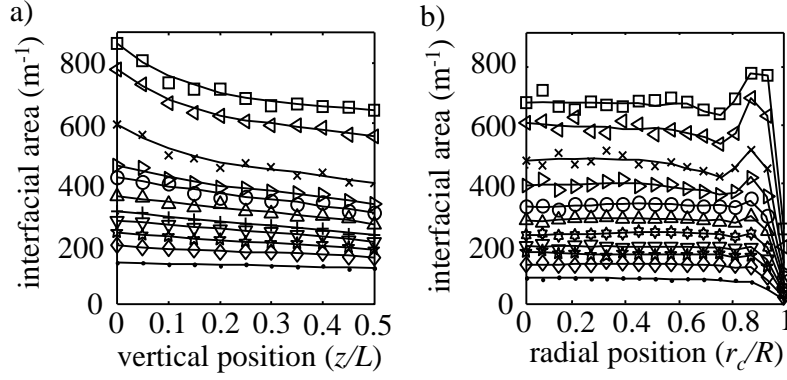 a)
interfacial area (m⁻¹)
800
600
400
200
0
0 0.1 0.2 0.3 0.4 0.5
vertical position (z/L)
b)
interfacial area (m⁻¹)
800
600
400
200
0
0 0.2 0.4 0.6 0.8 1
radial position (r_c/R)